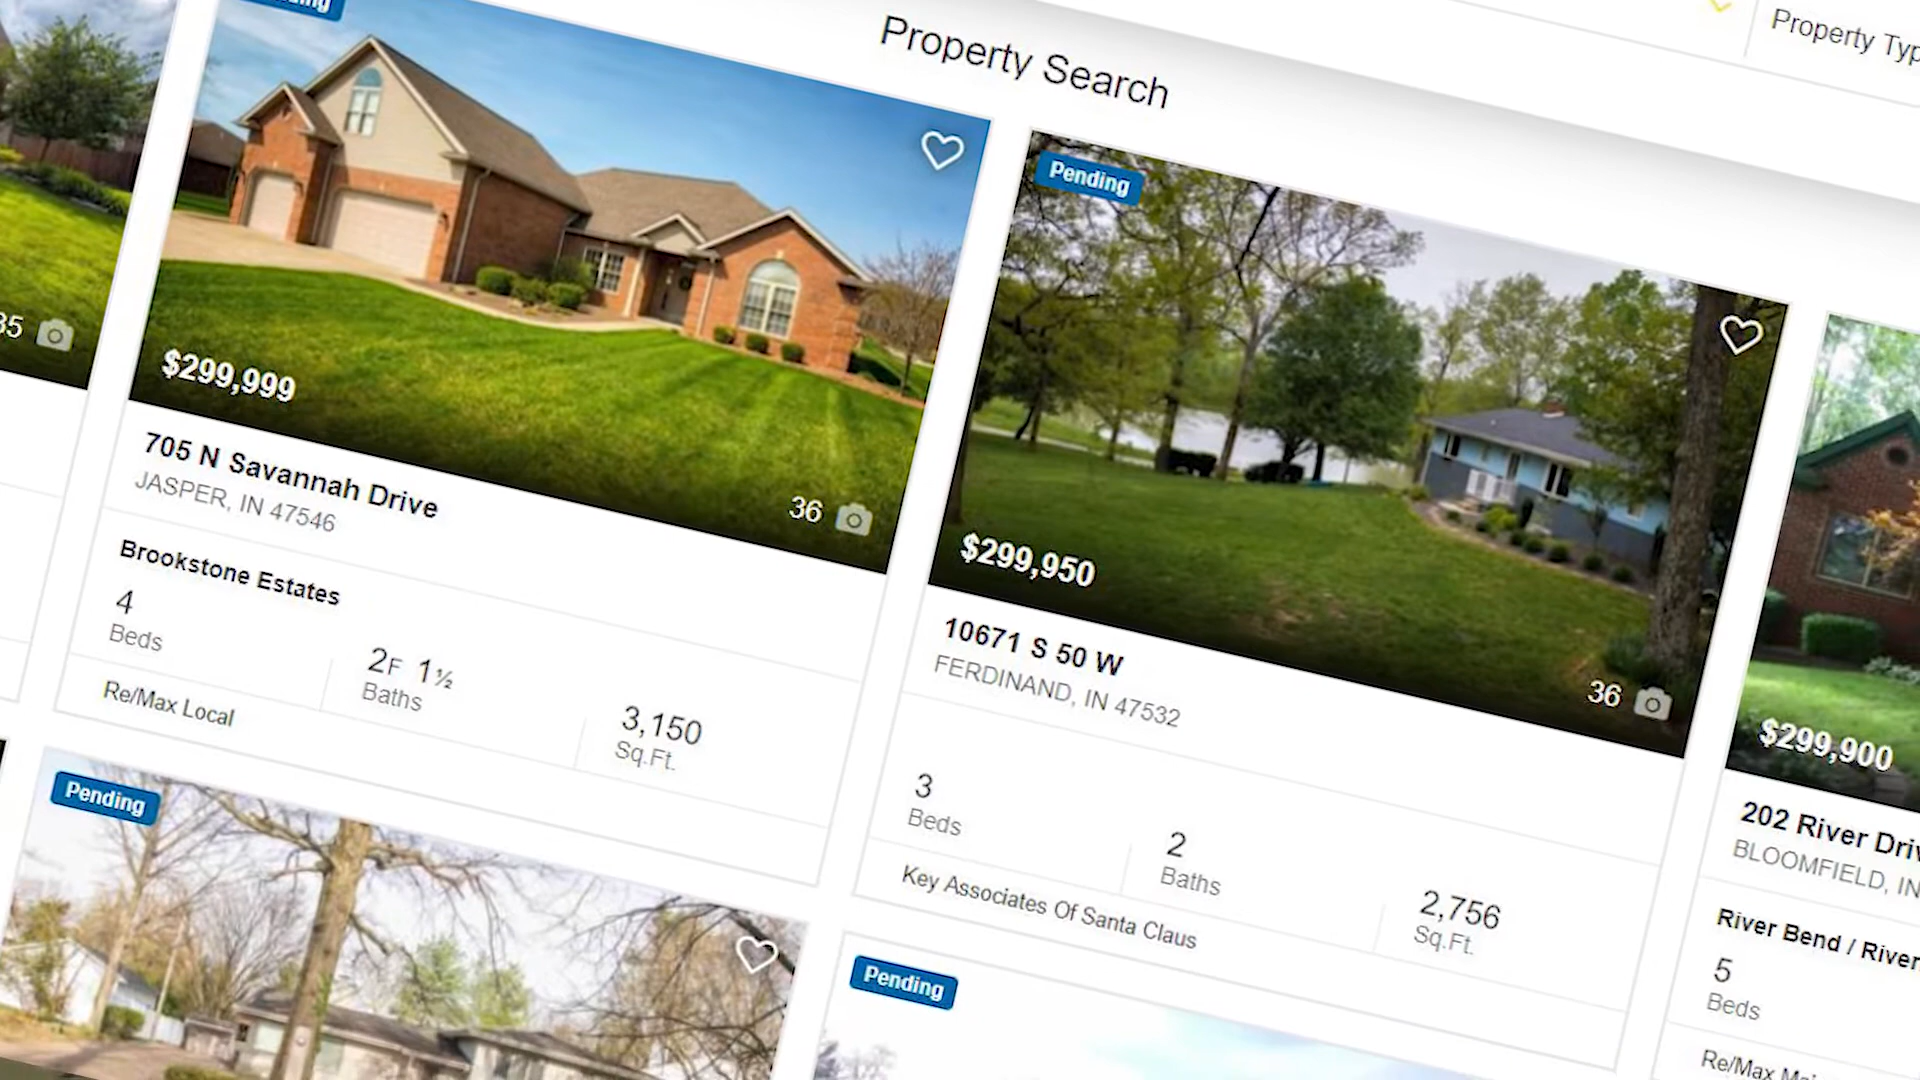 Property Search
35
$299,999
36
705 N Savannah Drive
JASPER, IN 47546
Brookstone Estates
4
Beds
2F 1½
Baths
3,150
Sq.Ft.
Re/Max Local
Pending
$299,950
36
10671 S 50 W
FERDINAND, IN 47532
3
Beds
2
Baths
2,756
Sq.Ft.
Key Associates Of Santa Claus
$299,900
202 River
BLOOMFIELD, IN
River Bend / River
5
Beds
Re/Max
Pending
Pending
Property